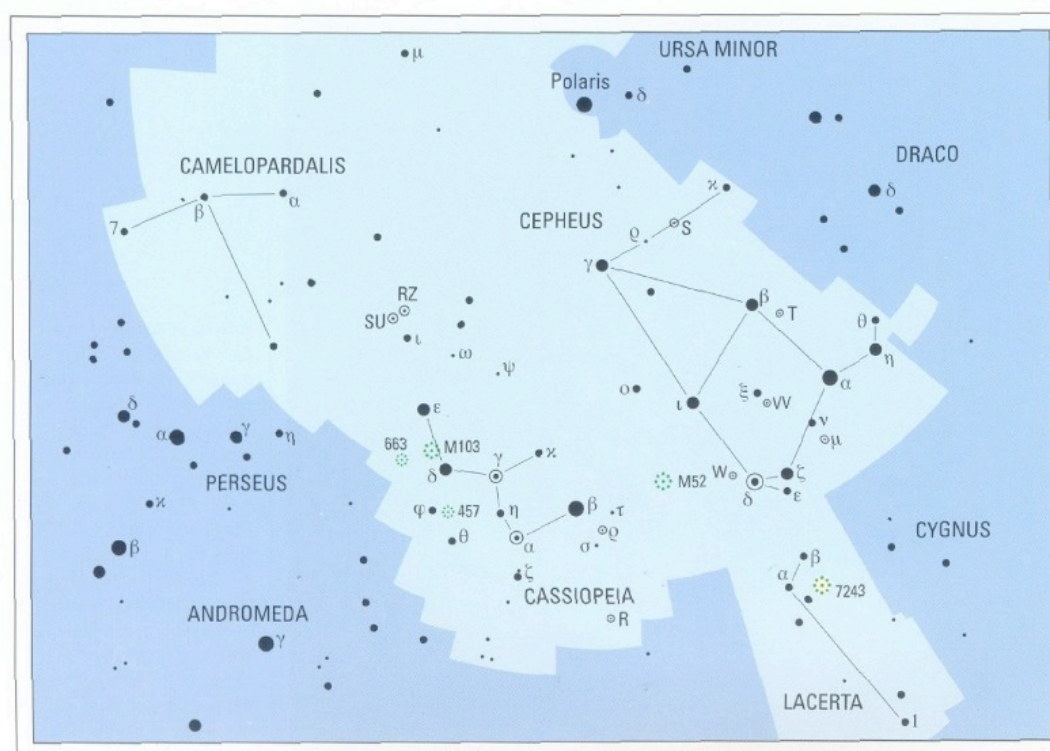 μ
URSA MINOR
Polaris
δ
DRACO
CAMELOPARDALIS
α
β
7
ϰ
δ
CEPHEUS
S
ϱ
γ
RZ
SU
β
T
θ
ι
ω
η
ψ
α
ο
ξ
ι
VV
ε
δ
ν
α
γ
η
663
M103
μ
γ
ϰ
PERSEUS
δ
M52
W
ζ
δ
ε
ϰ
φ
457
η
β
τ
ϱ
CYGNUS
θ
α
σ
β
β
ζ
α
CASSIOPEIA
7243
ANDROMEDA
R
γ
LACERTA
1